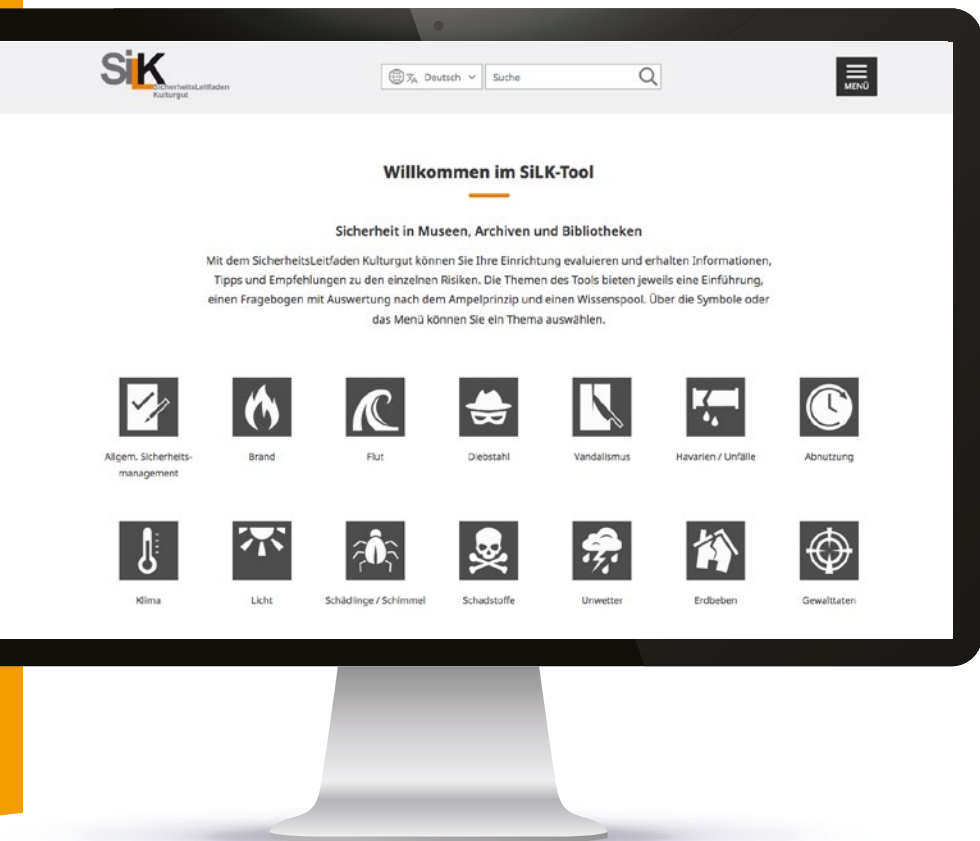 SiLK
SicherheitsLeitfaden
Kulturgut
Deutsch
Suche
MENÜ
Willkommen im SiLK-Tool
Sicherheit in Museen, Archiven und Bibliotheken
Mit dem SicherheitsLeitfaden Kulturgut können Sie Ihre Einrichtung evaluieren und erhalten Informationen,
Tipps und Empfehlungen zu den einzelnen Risiken. Die Themen des Tools bieten jeweils eine Einführung,
einen Fragebogen mit Auswertung nach dem Ampelprinzip und einen Wissenspool. Über die Symbole oder
das Menü können Sie ein Thema auswählen.
Allgem. Sicherheits-
management
Brand
Flut
Diebstahl
Vandalismus
Havarien / Unfälle
Abnutzung
Klima
Licht
Schädlinge / Schimmel
Schadstoffe
Unwetter
Erdbeben
Gewalttaten